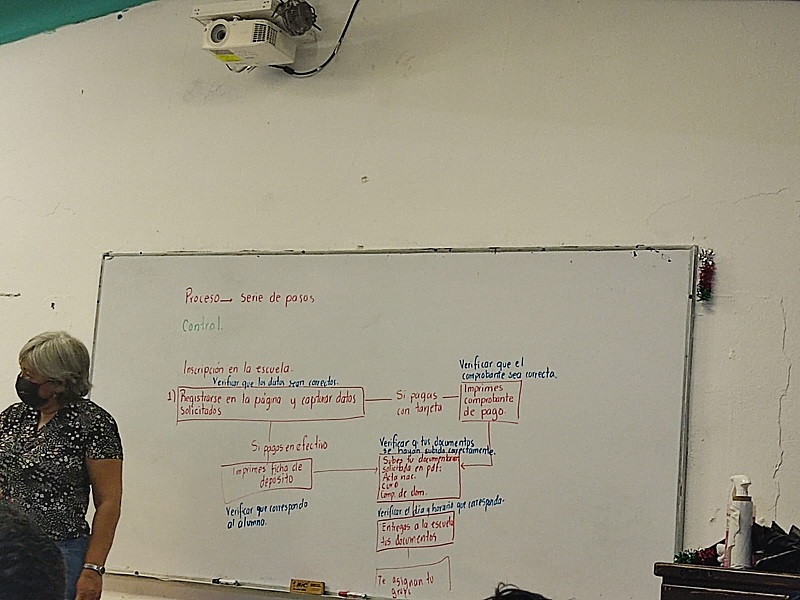 Proceso— serie de pasos
Control.
Inscripción en la escuela.
Verificar que los datos sean correctos.
1) Registrarse en la página y capturar datos
solicitados
Si pagas
con tarjeta
Verificar que el
comprobante sea correcta.
Imprimes
comprobante
de pago.
Si pagas en efectivo
Imprimes ficha de
depósito
Verificar que corresponda
al alumno.
Verificar q tus documentos
se hayan subido correctamente.
Subes tu documentación
solicitada en pdf:
Acta nac.
CURP
Comp. de dom.
Verificar el día y horario que corresponda.
Entregas a la escuela
tus documentos
Te asignan tu
grupo
BIC